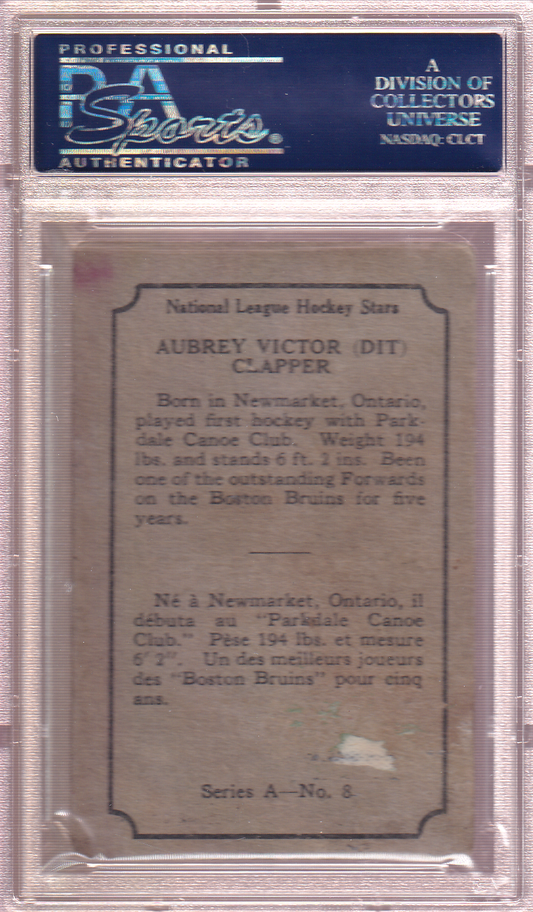 PROFESSIONAL
PSA
Sports®
AUTHENTICATOR
A
DIVISION OF
COLLECTORS
UNIVERSE
NASDAQ: CLCT
National League Hockey Stars
AUBREY VICTOR (DIT)
CLAPPER
Born in Newmarket, Ontario,
played first hockey with Park-
dale Canoe Club. Weight 194
lbs. and stands 6 ft. 2 ins. Been
one of the outstanding Forwards
on the Boston Bruins for five
years.
Né à Newmarket, Ontario, il
débuta au "Parkdale Canoe
Club." Pèse 194 lbs. et mesure
6' 2". Un des meilleurs joueurs
des "Boston Bruins" pour cinq
ans.
Series A—No. 8